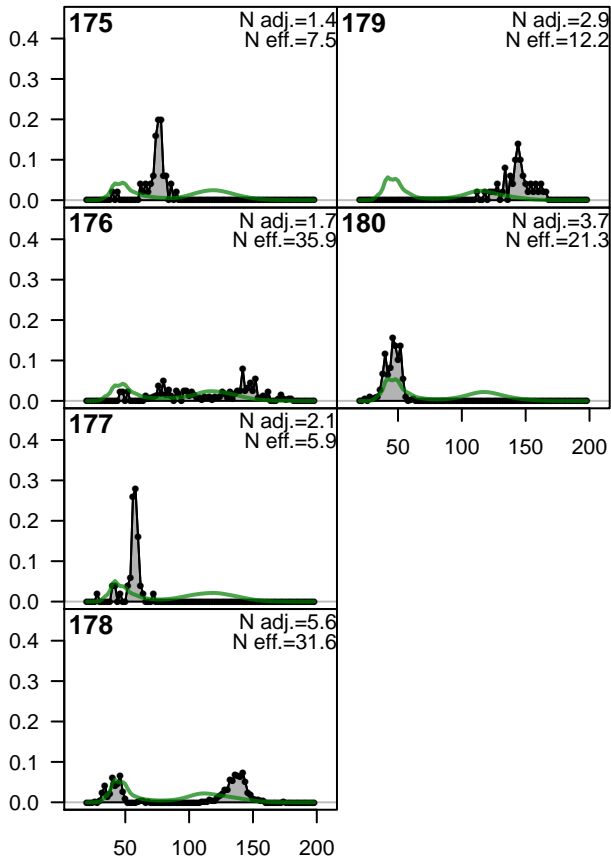 175
N adj.=1.4
N eff.=7.5
0.0
0.1
0.2
0.3
0.4
179
N adj.=2.9
N eff.=12.2
176
N adj.=1.7
N eff.=35.9
0.0
0.1
0.2
0.3
0.4
180
N adj.=3.7
N eff.=21.3
50 100 150 200
177
N adj.=2.1
N eff.=5.9
0.0
0.1
0.2
0.3
0.4
178
N adj.=5.6
N eff.=31.6
0.0
0.1
0.2
0.3
0.4
50 100 150 200